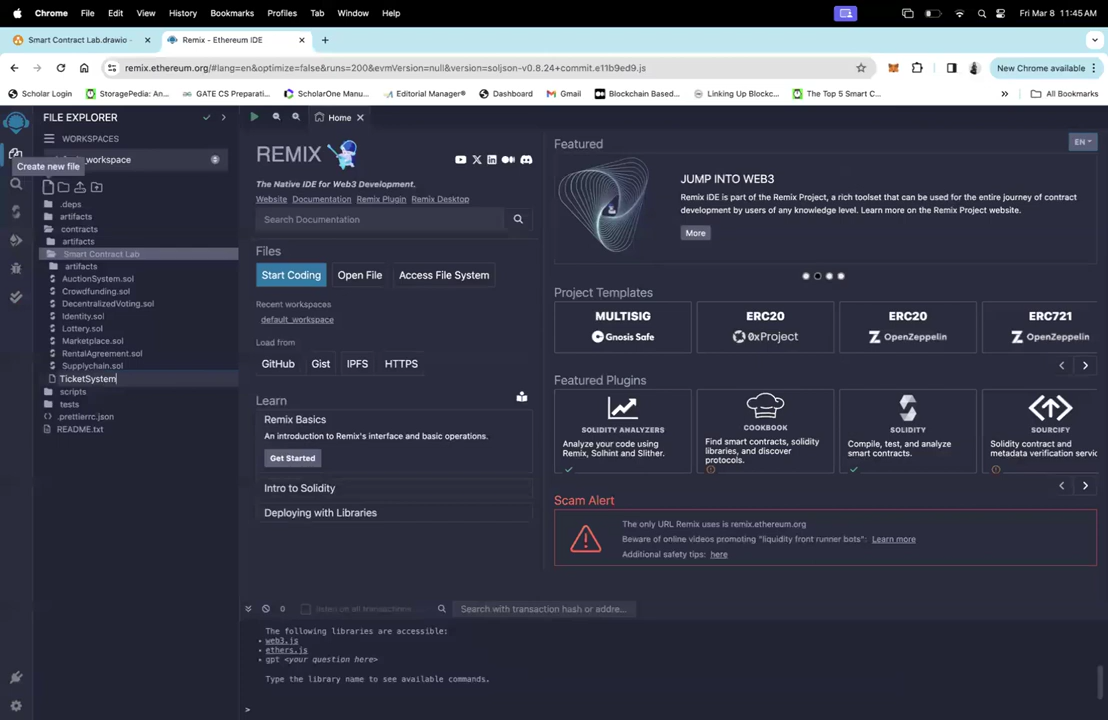 Chrome File Edit View History Bookmarks Profiles Tab Window Help Fri Mar 8 11:45 AM
Smart Contract Lab.drawio - Remix - Ethereum IDE
remix.ethereum.org/#lang=en&optimize=false&runs=200&evmVersion=null&version=soljson-v0.8.24+commit.e11b9ed9.js New Chrome available
Scholar Login StoragePedia: An... GATE CS Preparati... ScholarOne Manu... Editorial Manager® Dashboard Gmail Blockchain Based... Linking Up Blockc... The Top 5 Smart C... All Bookmarks
FILE EXPLORER
WORKSPACES
Create new file
workspace
.deps
artifacts
contracts
artifacts
Smart Contract Lab
artifacts
AuctionSystem.sol
Crowdfunding.sol
DecentralizedVoting.sol
Identity.sol
Lottery.sol
Marketplace.sol
RentalAgreement.sol
Supplychain.sol
TicketSystem
scripts
tests
.prettierrc.json
README.txt
Home
REMIX
The Native IDE for Web3 Development.
Website Documentation Remix Plugin Remix Desktop
Search Documentation
Files
Start Coding Open File Access File System
Recent workspaces
default_workspace
Load from
GitHub Gist IPFS HTTPS
Learn
Remix Basics
An introduction to Remix's interface and basic operations.
Get Started
Intro to Solidity
Deploying with Libraries
Featured
EN
JUMP INTO WEB3
Remix IDE is part of the Remix Project, a rich toolset that can be used for the entire journey of contract
development by users of any knowledge level. Learn more on the Remix Project website.
More
Project Templates
MULTISIG ERC20 ERC20 ERC721
Gnosis Safe 0xProject OpenZeppelin OpenZeppelin
Featured Plugins
SOLIDITY ANALYZERS
Analyze your code using
Remix, Solhint and Slither.
COOKBOOK
Find smart contracts, solidity
libraries, and discover
protocols.
SOLIDITY
Compile, test, and analyze
smart contracts.
SOURCIFY
Solidity contract and
metadata verification servic
Scam Alert
The only URL Remix uses is remix.ethereum.org
Beware of online videos promoting "liquidity front runner bots". Learn more
Additional safety tips: here
0 listen on all transactions Search with transaction hash or addre...
The following libraries are accessible:
• web3.js
• ethers.js
• gpt <your question here>
Type the library name to see available commands.
>